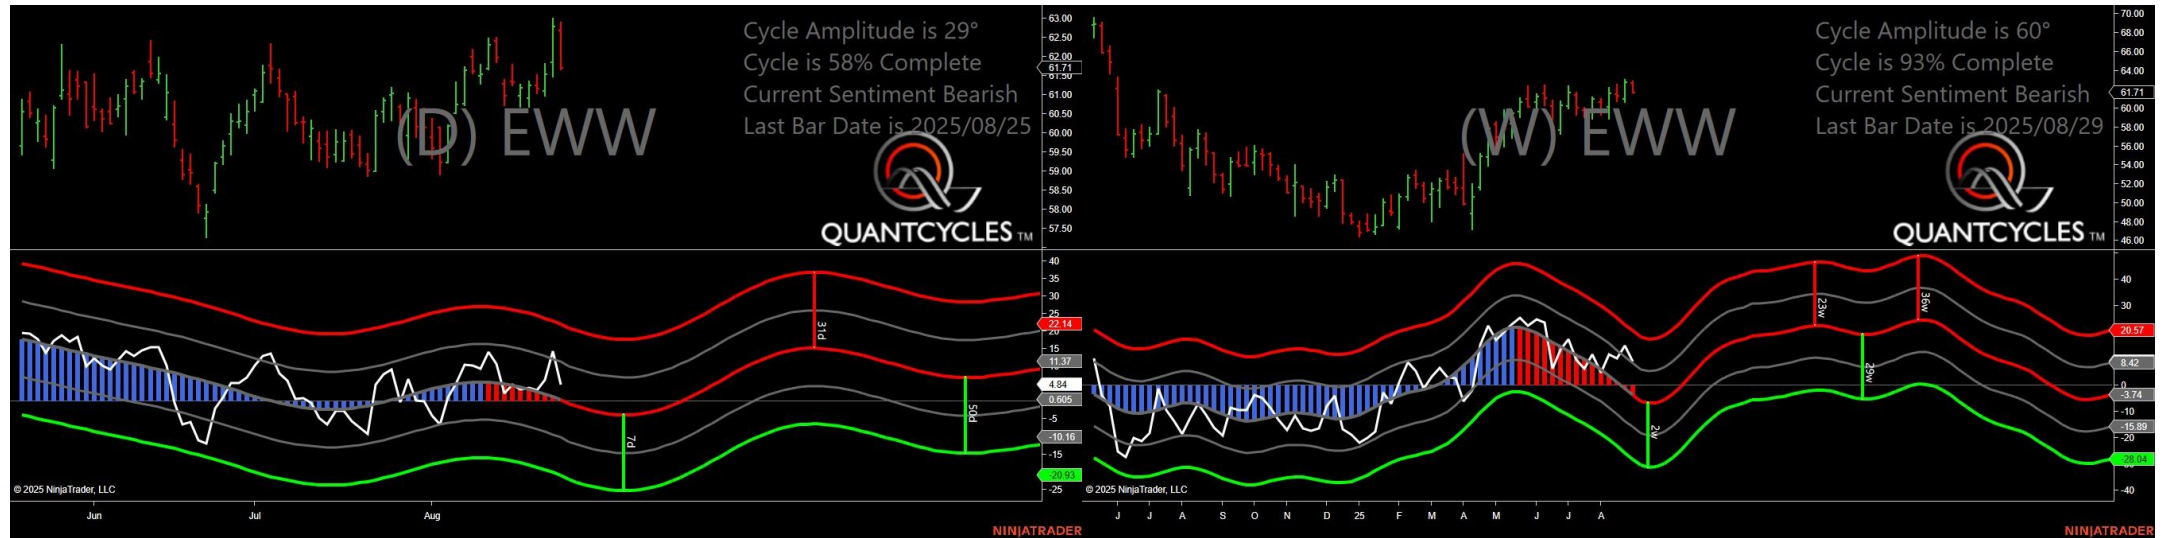 Cycle Amplitude is 29°
Cycle is 58% Complete
Current Sentiment Bearish
Last Bar Date is 2025/08/25
(D) EWW
QUANTCYCLES TM
63.00
62.50
62.00
61.71
61.50
61.00
60.50
60.00
59.50
59.00
58.50
58.00
57.50
40
35
30
25
22.14
20
15
11.37
4.84
0.605
-5
-10.16
-15
-20.93
-25
31d
7d
50d
© 2025 NinjaTrader, LLC
Jun Jul Aug
NINJATRADER
Cycle Amplitude is 60°
Cycle is 93% Complete
Current Sentiment Bearish
Last Bar Date is 2025/08/29
(W) EWW
QUANTCYCLES TM
70.00
68.00
66.00
64.00
61.71
60.00
58.00
56.00
54.00
52.00
50.00
48.00
46.00
40
30
20.57
8.42
0
-3.74
-10
-15.89
-20
-28.04
-40
23w
36w
29w
2w
© 2025 NinjaTrader, LLC
J J A S O N D 25 F M A M J J A
NINJATRADER